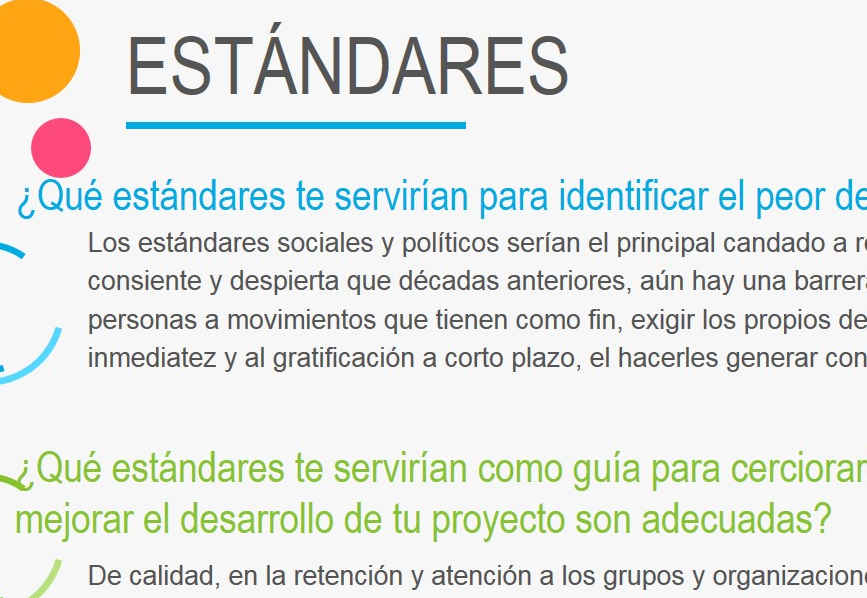 ESTÁNDARES
¿Qué estándares te servirían para identificar el peor de
Los estándares sociales y políticos serían el principal candado a r
consiente y despierta que décadas anteriores, aún hay una barrera
personas a movimientos que tienen como fin, exigir los propios de
inmediatez y al gratificación a corto plazo, el hacerles generar con
¿Qué estándares te servirían como guía para cerciorar
mejorar el desarrollo de tu proyecto son adecuadas?
De calidad, en la retención y atención a los grupos y organizacione